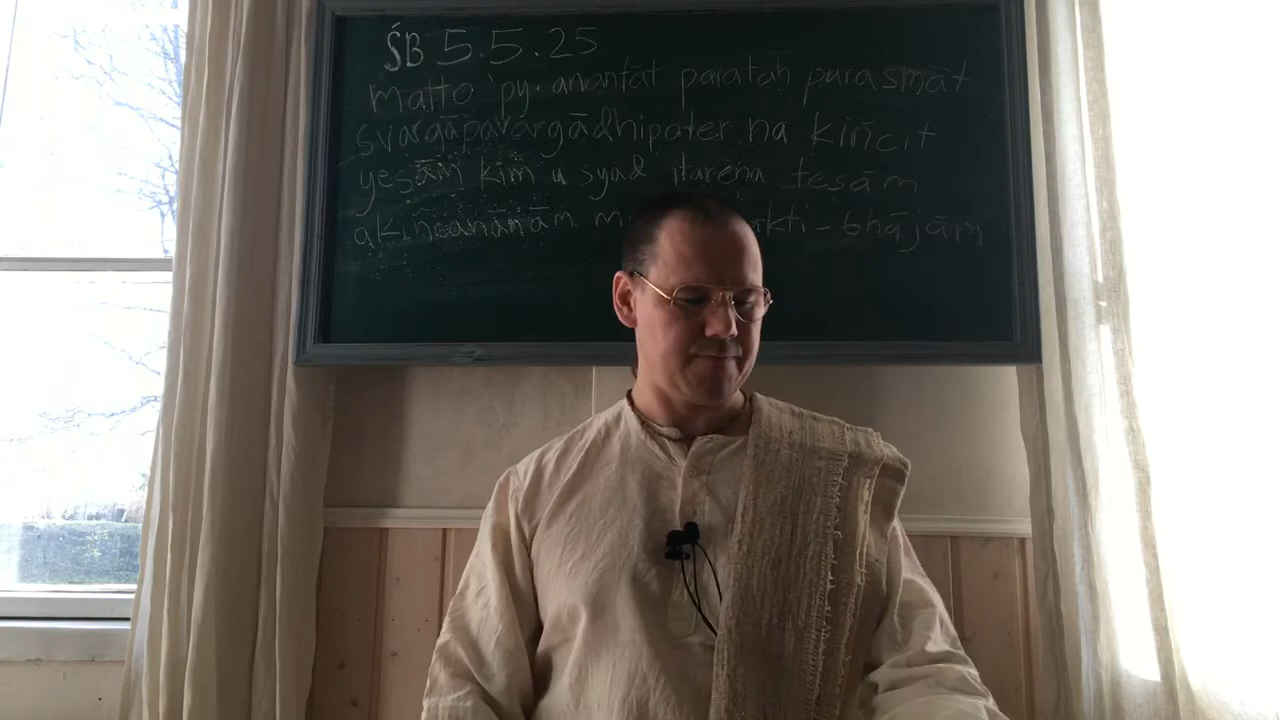 ŚB 5.5.25
matto 'py anantāt parataḥ parasmāt
svargāpavargādhipater na kiñcit
yeṣāṁ kim u syād itareṇa teṣām
akiñcanānāṁ m kti-bhājām